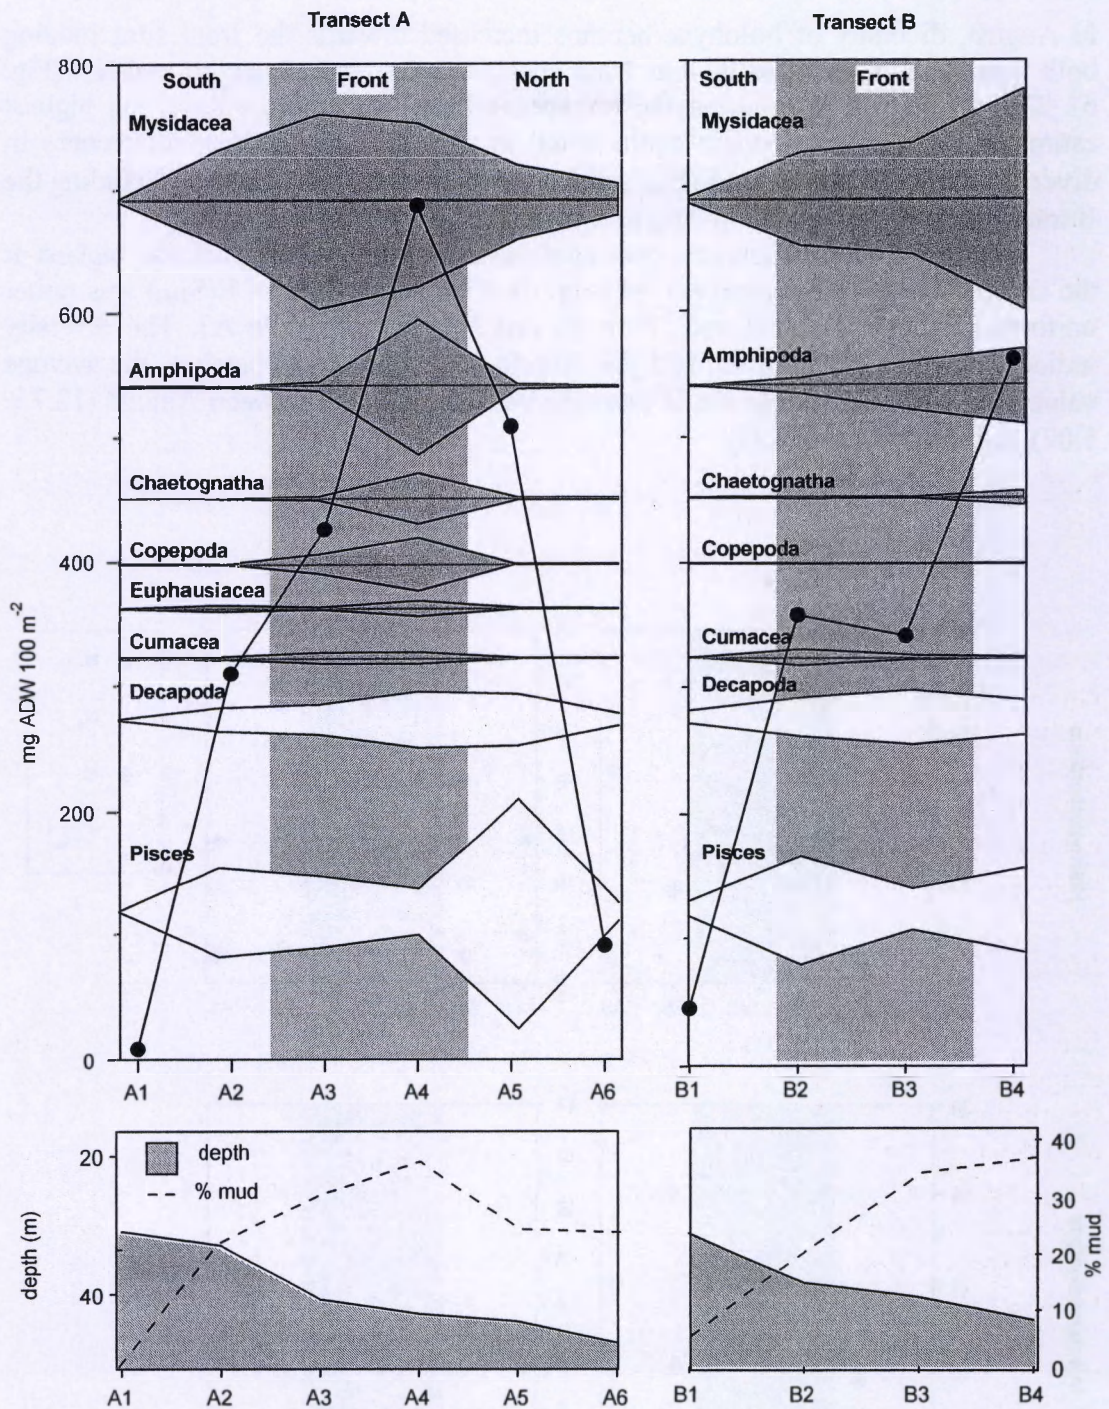 Transect A
Transect B
800
South
Front
North
South
Front
Mysidacea
Mysidacea
600
Amphipoda
Amphipoda
Chaetognatha
Chaetognatha
400
Copepoda
Copepoda
Euphausiacea
Cumacea
Cumacea
Decapoda
Decapoda
mg ADW 100 m-2
200
Pisces
Pisces
0
A1 A2 A3 A4 A5 A6
B1 B2 B3 B4
20
depth
% mud
40
depth (m)
40
30
20
10
0
% mud
A1 A2 A3 A4 A5 A6
B1 B2 B3 B4